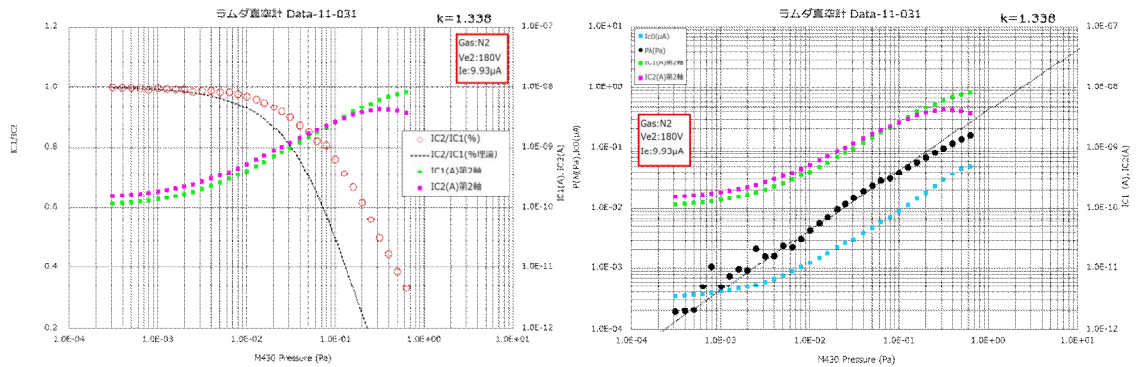 ラムダ真空計 Data-11-031
k=1.338
1.2
1.0
0.8
0.6
0.4
0.2
IC1/IC2
1.0E-07
1.0E-08
1.0E-09
1.0E-10
1.0E-11
1.0E-12
IC1(A),IC2(A)
Gas:N2
Ve2:180V
Ie:9.93μA
IC2/IC1(%)
IC2/IC1(%理論)
IC1(A)第2軸
IC2(A)第2軸
1.0E-04
1.0E-03
1.0E-02
1.0E-01
1.0E+00
1.0E+01
M430 Pressure (Pa)
ラムダ真空計 Data-11-031
k=1.338
1.0E+01
1.0E+00
1.0E-01
1.0E-02
1.0E-03
1.0E-04
1.0E-07
1.0E-08
1.0E-09
1.0E-10
1.0E-11
1.0E-12
IC1 (A),IC2(A)
Ic0(μA)
Pλ(Pa)
IC1(A)第2軸
IC2(A)第2軸
Gas:N2
Ve2:180V
Ie:9.93μA
1.0E-04
1.0E-03
1.0E-02
1.0E-01
1.0E+00
1.0E+01
M430 Pressure (Pa)